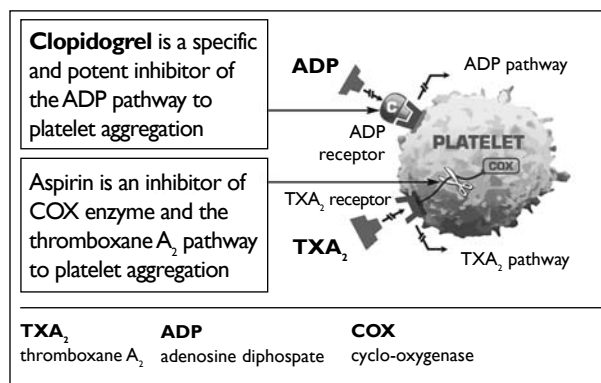 Clopidogrel is a specific
and potent inhibitor of
the ADP pathway to
platelet aggregation
Aspirin is an inhibitor of
COX enzyme and the
thromboxane A₂ pathway
to platelet aggregation
ADP
ADP pathway
C
ADP
receptor
PLATELET
COX
TXA₂ receptor
TXA₂
TXA₂ pathway
TXA₂
thromboxane A₂
ADP
adenosine diphospate
COX
cyclo-oxygenase